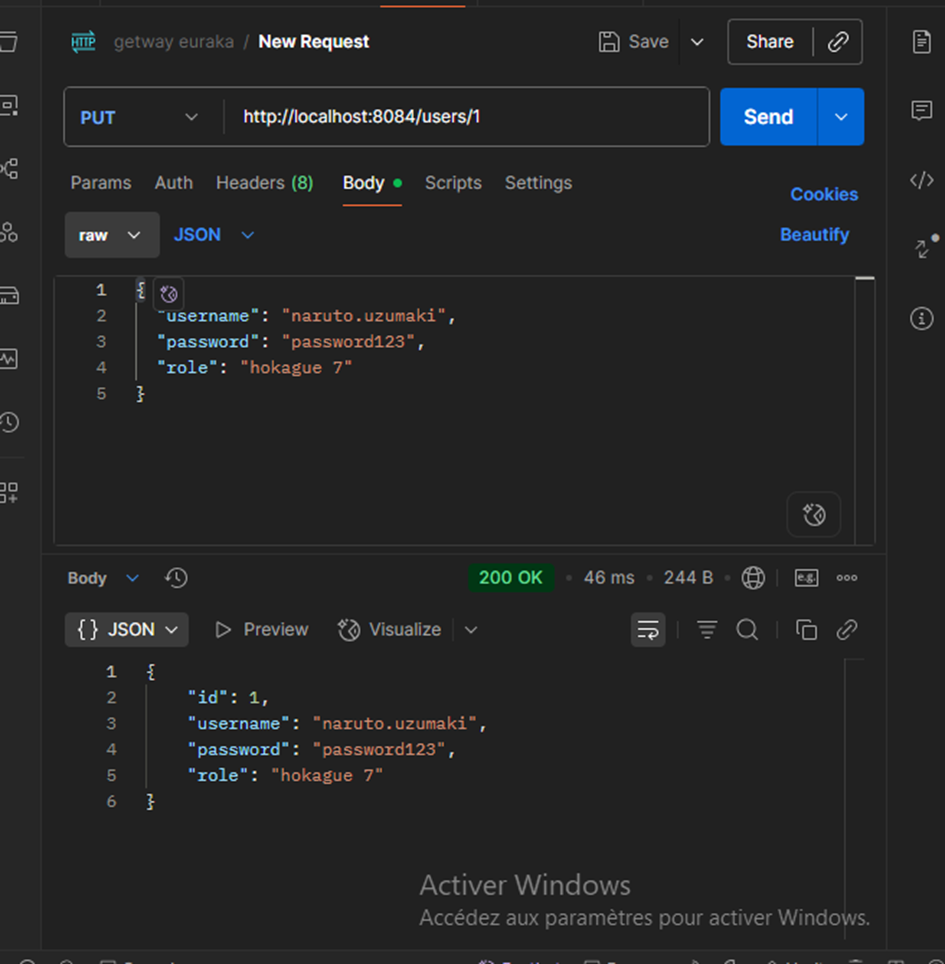 HTTP getway euraka / New Request Save Share
PUT http://localhost:8084/users/1 Send
Params Auth Headers (8) Body Scripts Settings Cookies
raw JSON Beautify
1 {
2 "username": "naruto.uzumaki",
3 "password": "password123",
4 "role": "hokague 7"
5 }
Body 200 OK • 46 ms • 244 B e.g.
{} JSON Preview Visualize
1 {
2 "id": 1,
3 "username": "naruto.uzumaki",
4 "password": "password123",
5 "role": "hokague 7"
6 }
Activer Windows
Accédez aux paramètres pour activer Windows.